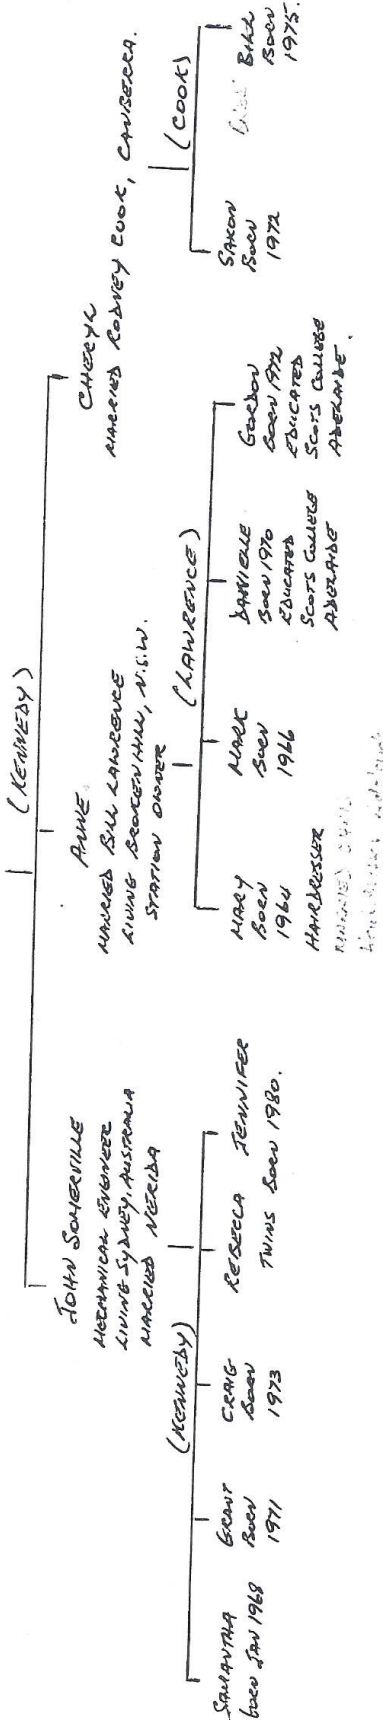 (KENNEDY)
JOHN SOMERVILLE
MECHANICAL ENGINEER
LIVING SYDNEY, AUSTRALIA
MARRIED NERIDA
ANNE
MARRIED BILL LAWRENCE
LIVING BROKEN HILL, N.S.W.
STATION OWNER
CHERYL
MARRIED RODNEY COOK, CANBERRA.
(KENNEDY)
SAMANTHA
BORN JAN 1968
GRANT
BORN
1971
CRAIG
BORN
1973
REBECCA JENNIFER
TWINS BORN 1980.
(LAWRENCE)
MARY
BORN
1964
HAIRDRESSER
MARRIED
MARK
BORN
1966
DANIELLE
BORN 1970
EDUCATED
SCOTS COLLEGE
ADELAIDE
GORDON
BORN 1972
EDUCATED
SCOTS COLLEGE
ADELAIDE.
(COOK)
SAXON
BORN
1972
BILL
BORN
1975.